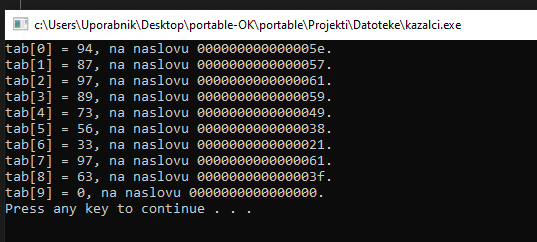 c:\Users\Uporabnik\Desktop\portable-OK\portable\Projekti\Datoteke\kazalci.exe
tab[0] = 94, na naslovu 000000000000005e.
tab[1] = 87, na naslovu 0000000000000057.
tab[2] = 97, na naslovu 0000000000000061.
tab[3] = 89, na naslovu 0000000000000059.
tab[4] = 73, na naslovu 0000000000000049.
tab[5] = 56, na naslovu 0000000000000038.
tab[6] = 33, na naslovu 0000000000000021.
tab[7] = 97, na naslovu 0000000000000061.
tab[8] = 63, na naslovu 000000000000003f.
tab[9] = 0, na naslovu 0000000000000000.
Press any key to continue . . .